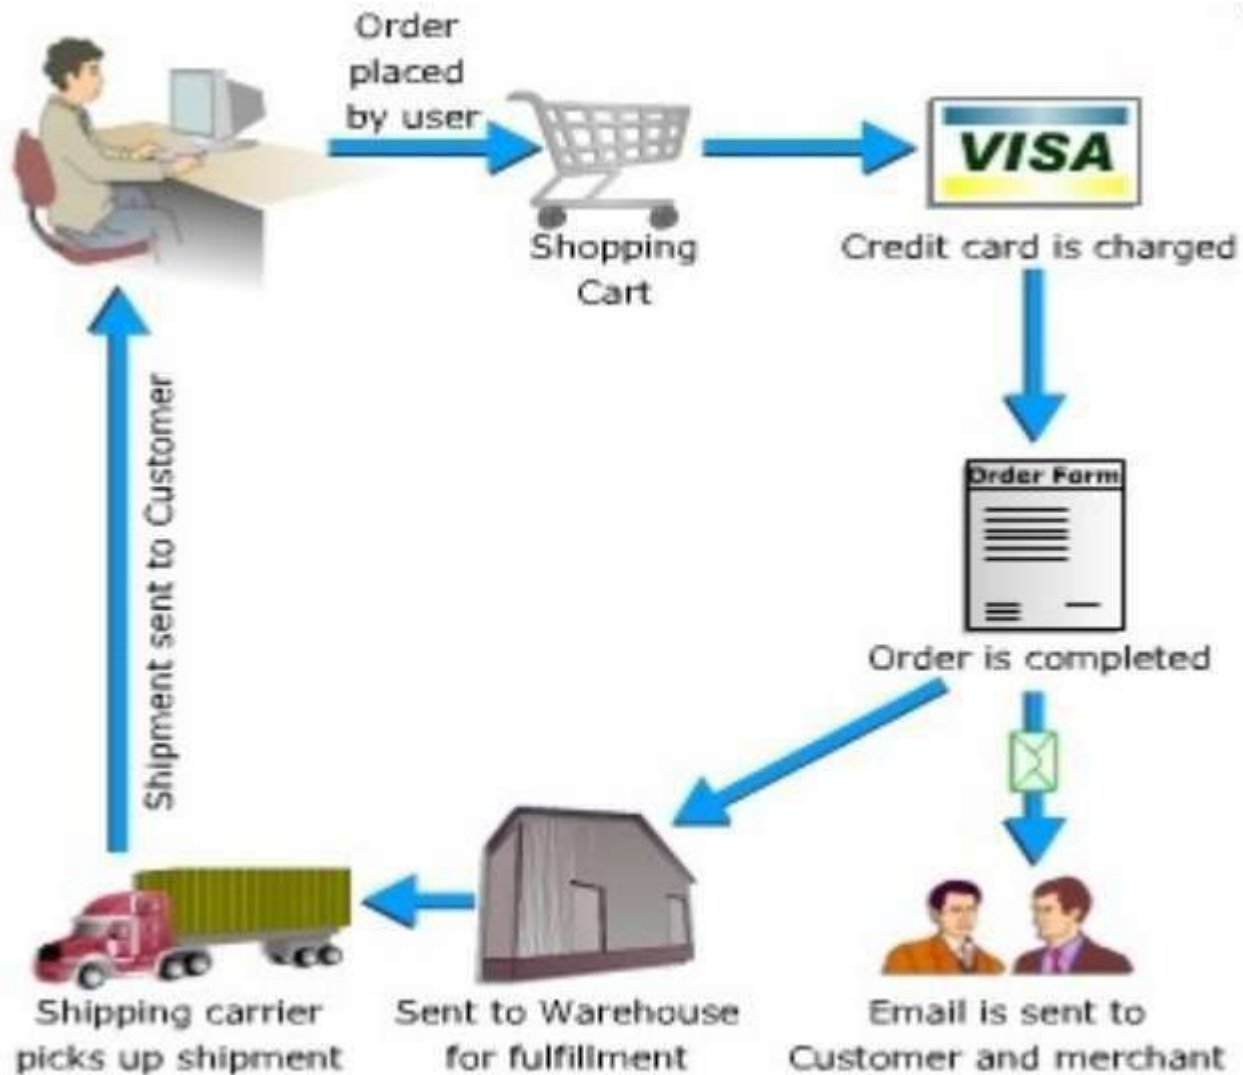 Order
placed
by user
VISA
Shopping
Cart
Credit card is charged
Order Form
Order is completed
Shipment sent to Customer
Shipping carrier
picks up shipment
Sent to Warehouse
for fulfillment
Email is sent to
Customer and merchant